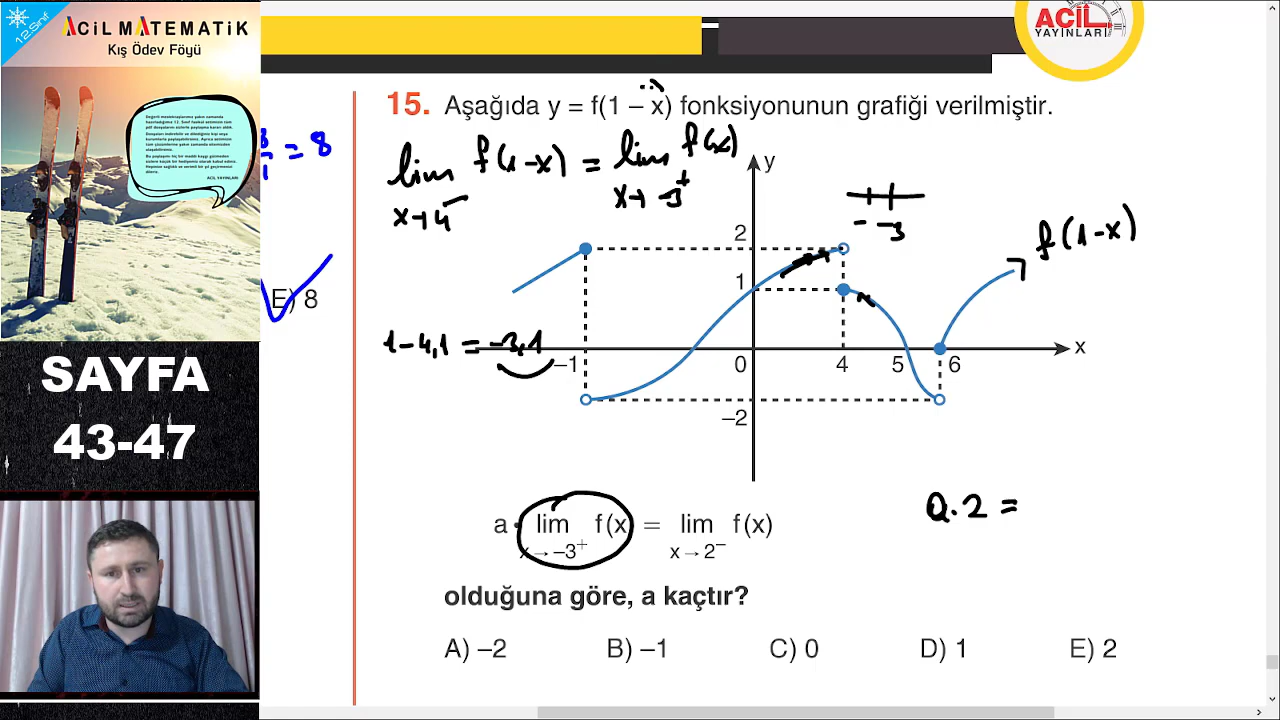 12.Sınıf
ACİL MATEMATİK
Kış Ödev Föyü
ACİL YAYINLARI
SAYFA
43-47
ACİL
YAYINLARI
= 8
E) 8
15. Aşağıda y = f(1 – x) fonksiyonunun grafiği verilmiştir.
lim f(1-x) = lim f(x)
x→4⁻ x→-3⁺
y
- -3
f(1-x)
2
1
1-4,1 = -3,1
–1 0 4 5 6 x
–2
a · lim f(x) = lim f(x)
x → –3⁺ x → 2⁻
a.2 =
olduğuna göre, a kaçtır?
A) –2 B) –1 C) 0 D) 1 E) 2